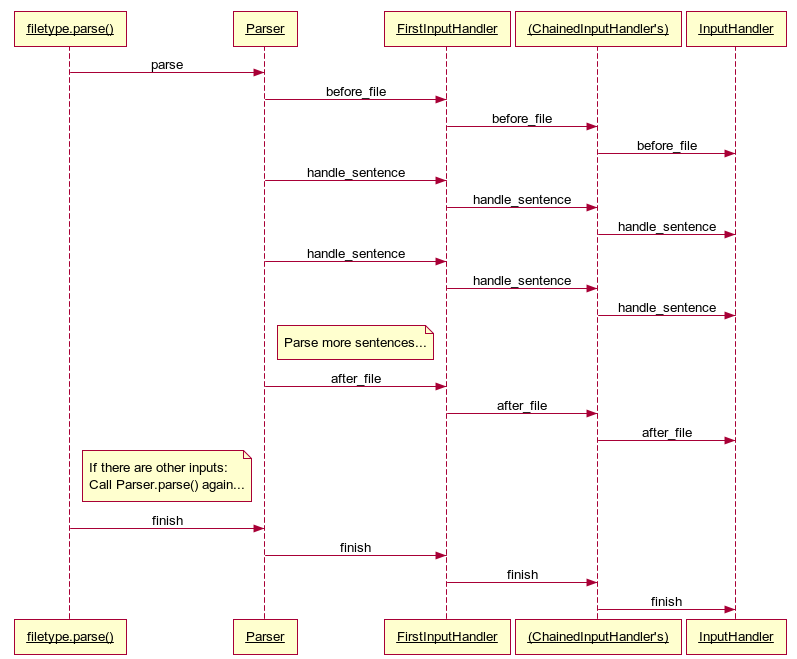 filetype.parse()
Parser
FirstInputHandler
(ChainedInputHandler's)
InputHandler
parse
before_file
before_file
before_file
handle_sentence
handle_sentence
handle_sentence
handle_sentence
handle_sentence
handle_sentence
Parse more sentences...
after_file
after_file
after_file
If there are other inputs:
Call Parser.parse() again...
finish
finish
finish
finish
filetype.parse()
Parser
FirstInputHandler
(ChainedInputHandler's)
InputHandler